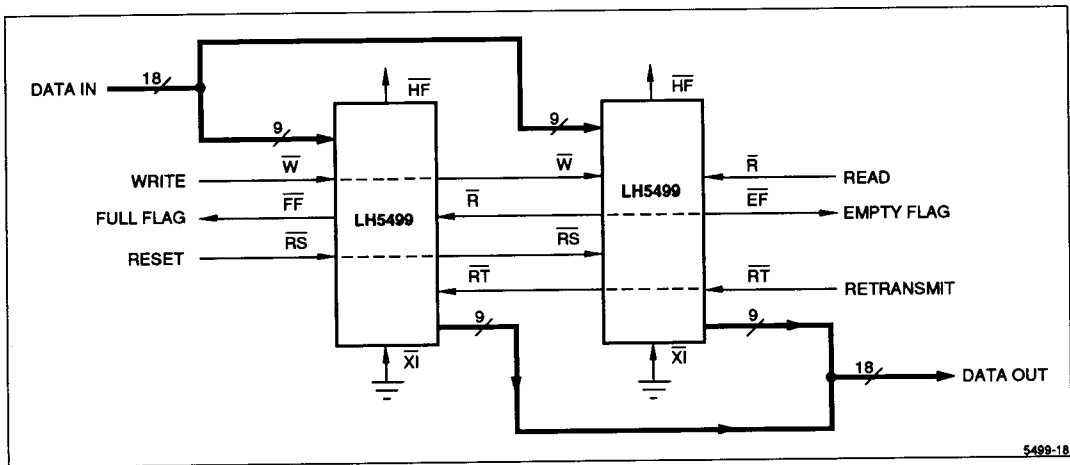 18
HF
HF
DATA IN
9
9
W
W
R
WRITE
READ
LH5499
FF
R
EF
FULL FLAG
LH5499
EMPTY FLAG
RS
RS
RESET
RT
RT
RETRANSMIT
9
9
XI
XI
18
DATA OUT
5499-18